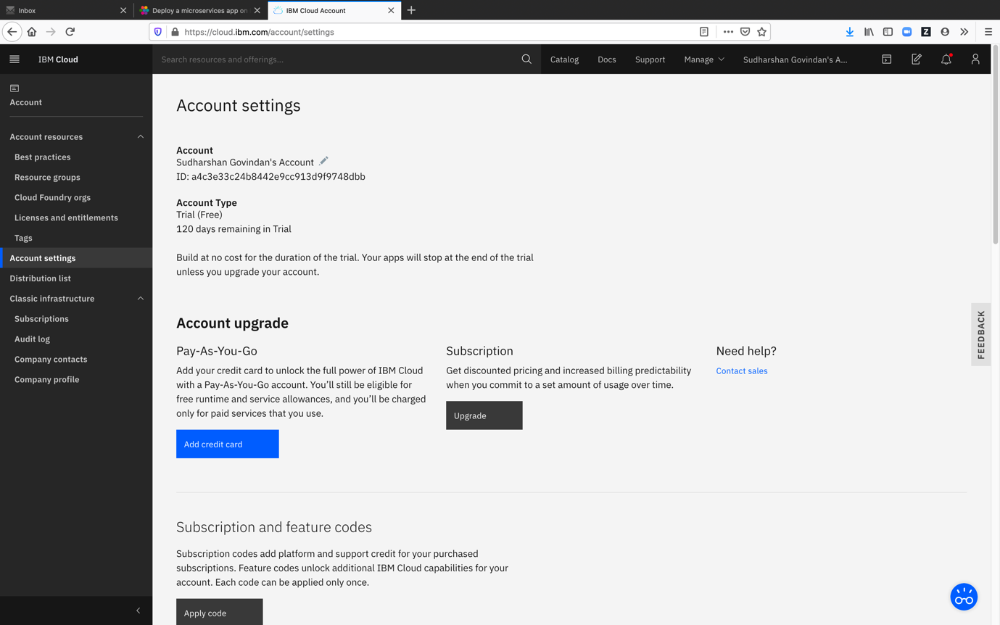 Inbox
Deploy a microservices app on
IBM Cloud Account
https://cloud.ibm.com/account/settings
IBM Cloud
Search resources and offerings...
Catalog
Docs
Support
Manage
Sudharshan Govindan's A...
Account
Account resources
Best practices
Resource groups
Cloud Foundry orgs
Licenses and entitlements
Tags
Account settings
Distribution list
Classic infrastructure
Subscriptions
Audit log
Company contacts
Company profile
Account settings
Account
Sudharshan Govindan's Account
ID: a4c3e33c24b8442e9cc913d9f9748dbb
Account Type
Trial (Free)
120 days remaining in Trial
Build at no cost for the duration of the trial. Your apps will stop at the end of the trial
unless you upgrade your account.
Account upgrade
Pay-As-You-Go
Add your credit card to unlock the full power of IBM Cloud
with a Pay-As-You-Go account. You’ll still be eligible for
free runtime and service allowances, and you’ll be charged
only for paid services that you use.
Add credit card
Subscription
Get discounted pricing and increased billing predictability
when you commit to a set amount of usage over time.
Upgrade
Need help?
Contact sales
FEEDBACK
Subscription and feature codes
Subscription codes add platform and support credit for your purchased
subscriptions. Feature codes unlock additional IBM Cloud capabilities for your
account. Each code can be applied only once.
Apply code